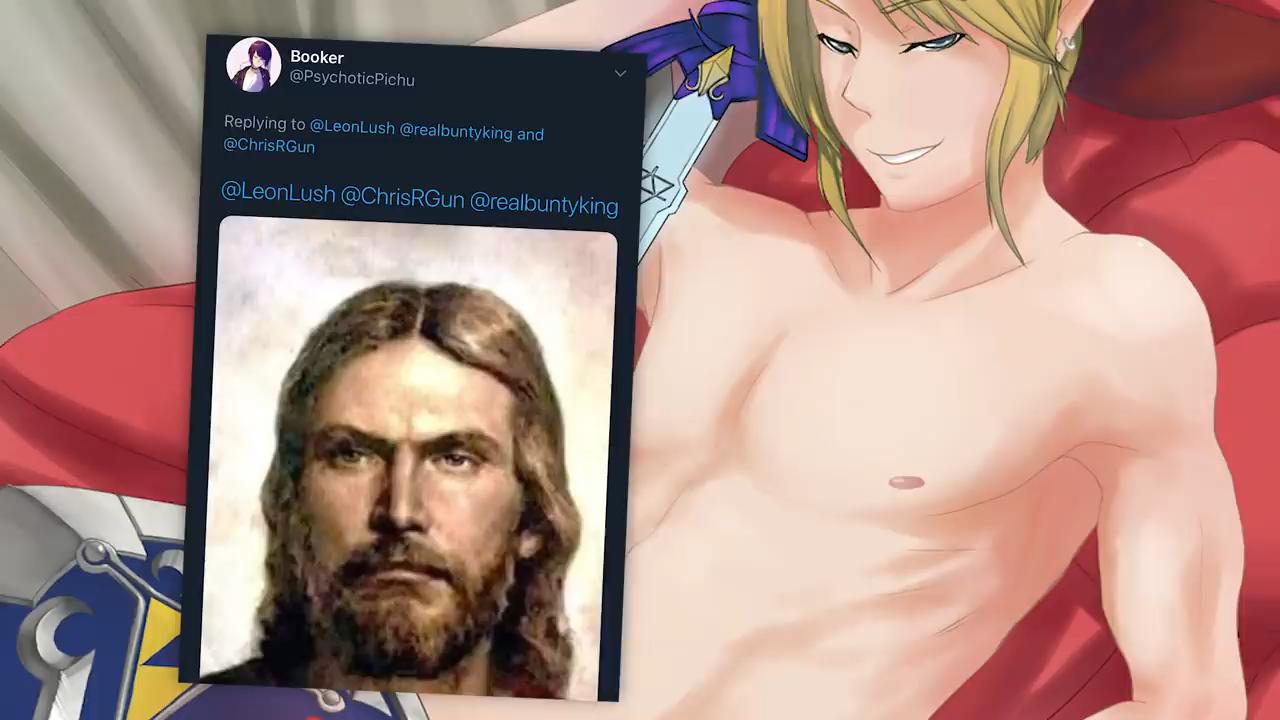 Booker
@PsychoticPichu
Replying to @LeonLush @realbuntyking and
@ChrisRGun
@LeonLush @ChrisRGun @realbuntyking